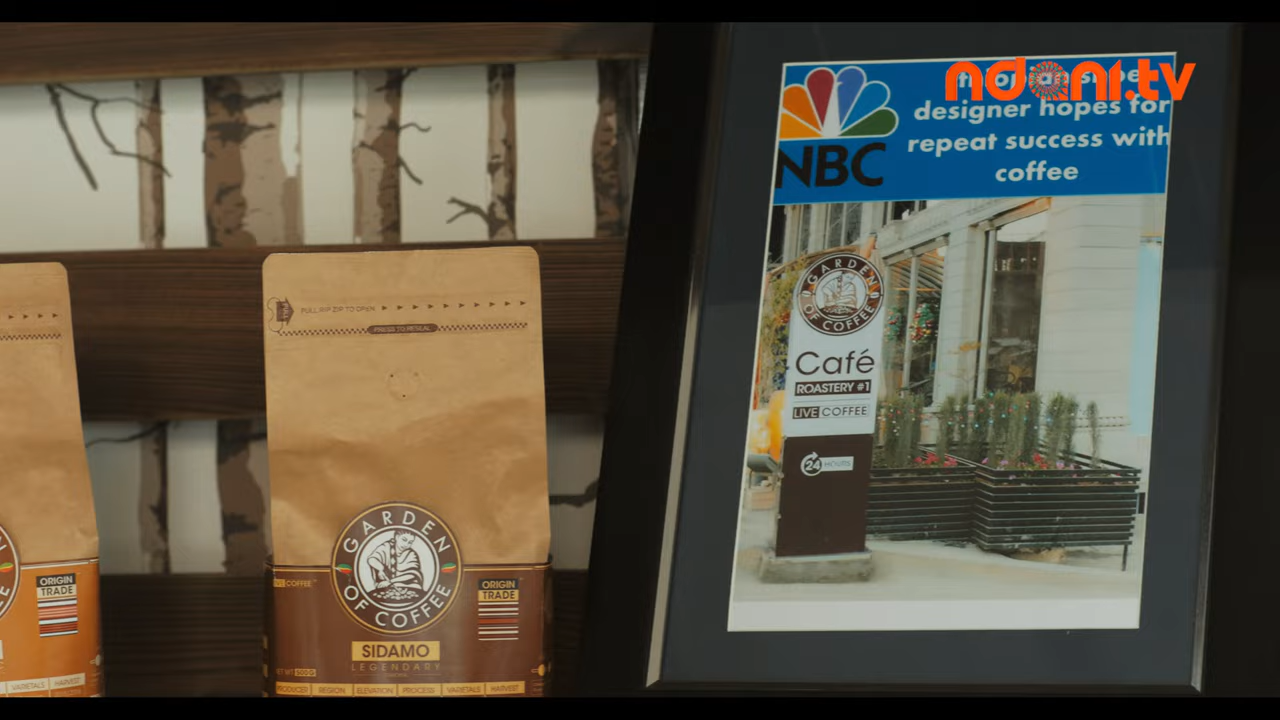 ndani.tv
designer hopes for
repeat success with
coffee
NBC
GARDEN OF COFFEE
Café
ROASTERY #1
LIVE COFFEE
24 HOURS
PULL RIP ZIP TO OPEN
PRESS TO RESEAL
GARDEN OF COFFEE
COFFEE
ORIGIN
TRADE
SIDAMO
LEGENDARY
REGION ELEVATION PROCESS VARIETALS HARVEST
ORIGIN
TRADE
VARIETALS HARVEST